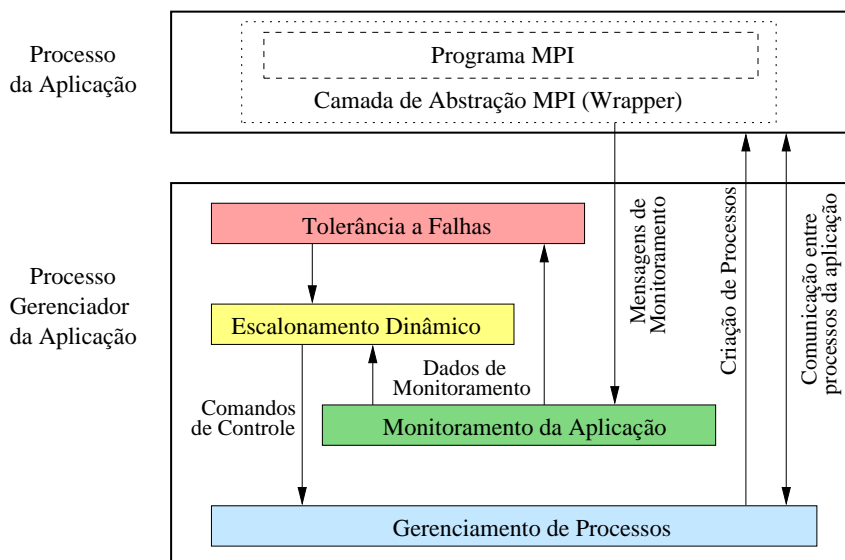 Processo
da Aplicação
Programa MPI
Camada de Abstração MPI (Wrapper)
Processo
Gerenciador
da Aplicação
Tolerância a Falhas
Escalonamento Dinâmico
Dados de
Monitoramento
Comandos
de Controle
Monitoramento da Aplicação
Gerenciamento de Processos
Mensagens de
Monitoramento
Criação de Processos
Comunicação entre
processos da aplicação